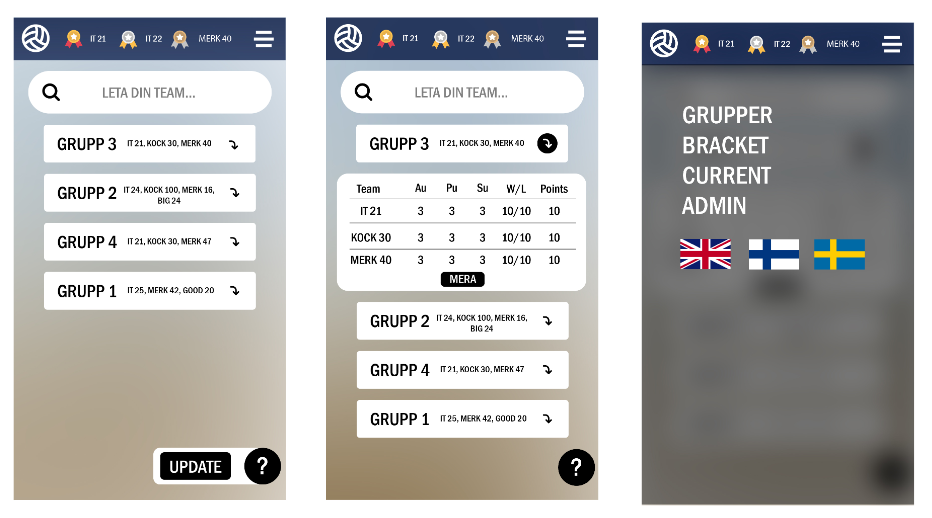 IT 21 IT 22 MERK 40
LETA DIN TEAM...
GRUPP 3 IT 21, KOCK 30, MERK 40
GRUPP 2 IT 24, KOCK 100, MERK 16,
BIG 24
GRUPP 4 IT 21, KOCK 30, MERK 47
GRUPP 1 IT 25, MERK 42, GOOD 20
UPDATE ?
IT 21 IT 22 MERK 40
LETA DIN TEAM...
GRUPP 3 IT 21, KOCK 30, MERK 40
Team Au Pu Su W/L Points
IT 21 3 3 3 10/10 10
KOCK 30 3 3 3 10/10 10
MERK 40 3 3 3 10/10 10
MERA
GRUPP 2 IT 24, KOCK 100, MERK 16,
BIG 24
GRUPP 4 IT 21, KOCK 30, MERK 47
GRUPP 1 IT 25, MERK 42, GOOD 20
?
IT 21 IT 22 MERK 40
GRUPPER
BRACKET
CURRENT
ADMIN